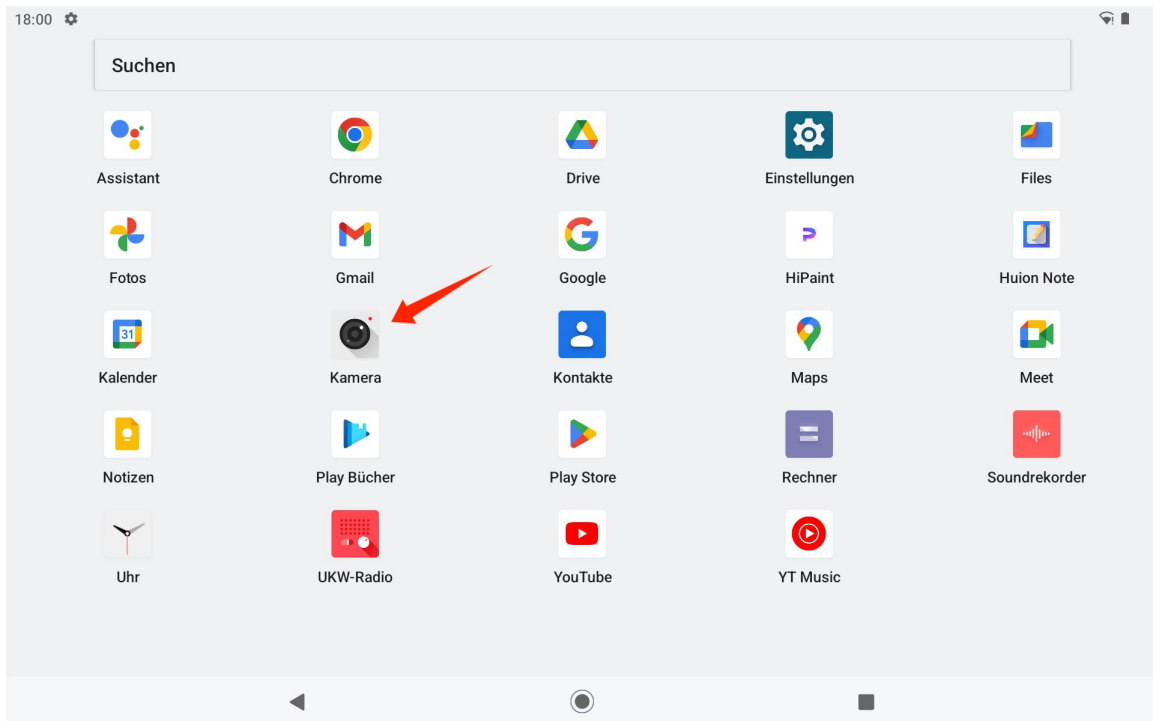 18:00
Suchen
Assistant Chrome Drive Einstellungen Files
Fotos Gmail Google HiPaint Huion Note
31
Kalender Kamera Kontakte Maps Meet
Notizen Play Bücher Play Store Rechner Soundrekorder
Uhr UKW-Radio YouTube YT Music